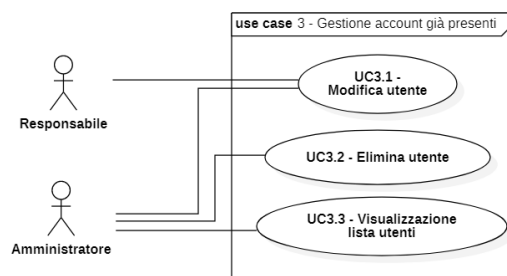 use case 3 - Gestione account già presenti
UC3.1 -
Modifica utente
Responsabile
UC3.2 - Elimina utente
UC3.3 - Visualizzazione
lista utenti
Amministratore